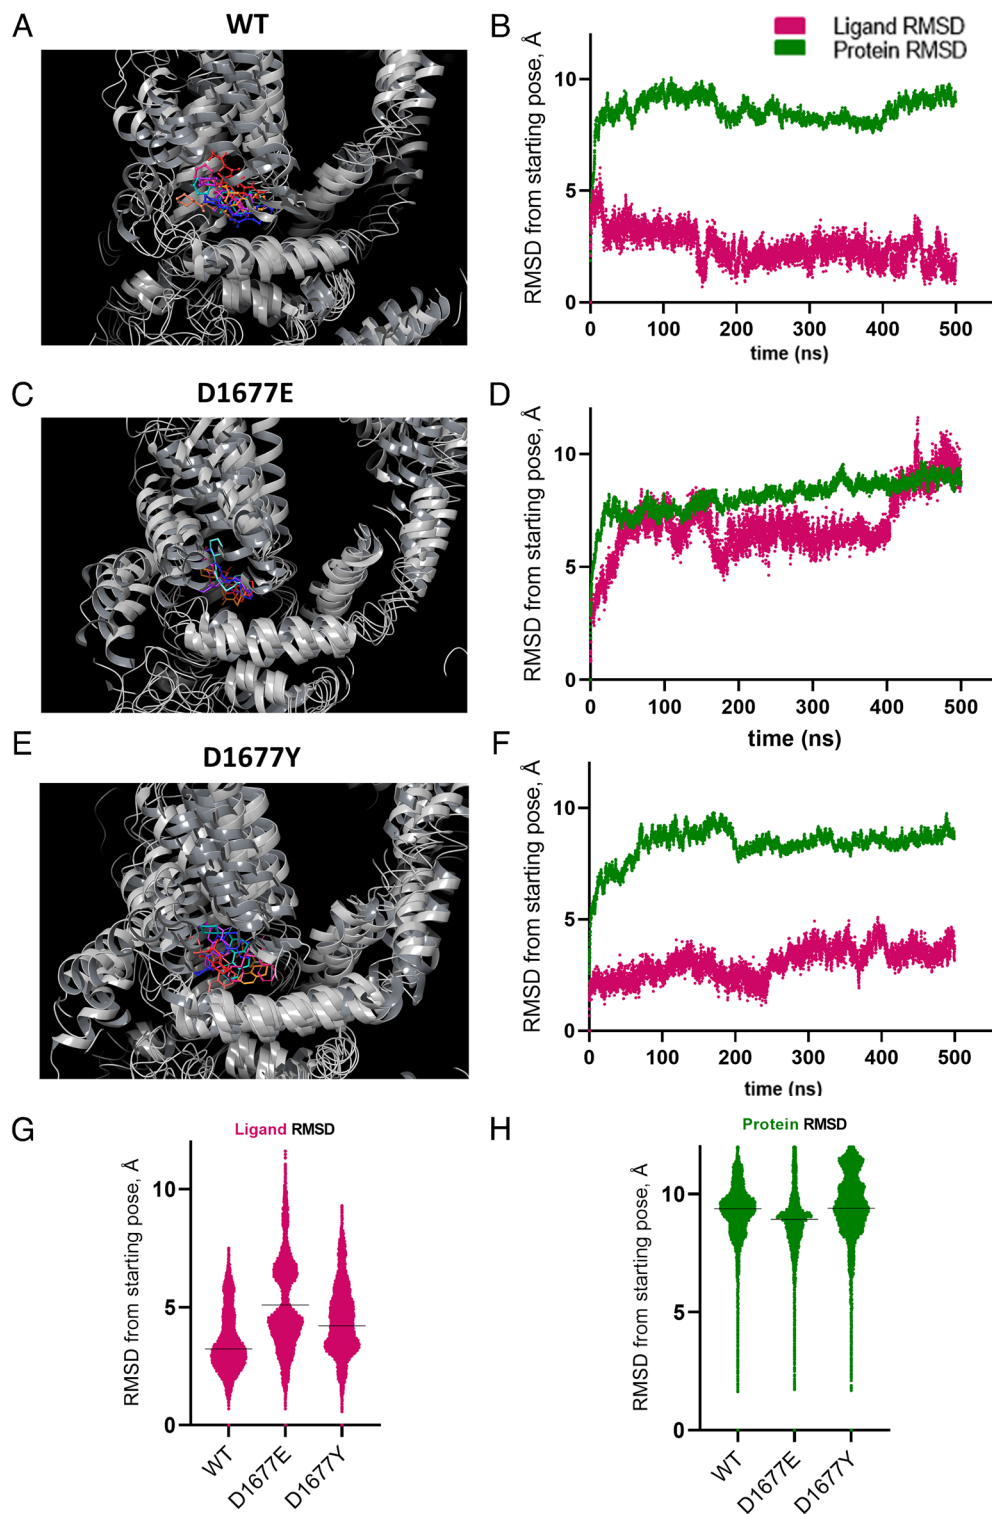 A
WT
B
Ligand RMSD
Protein RMSD
RMSD from starting pose, Å
10
5
0
0 100 200 300 400 500
time (ns)
C
D1677E
D
RMSD from starting pose, Å
10
5
0
0 100 200 300 400 500
time (ns)
E
D1677Y
F
RMSD from starting pose, Å
10
5
0
0 100 200 300 400 500
time (ns)
G
Ligand RMSD
RMSD from starting pose, Å
10
5
0
WT D1677E D1677Y
H
Protein RMSD
RMSD from starting pose, Å
10
5
0
WT D1677E D1677Y